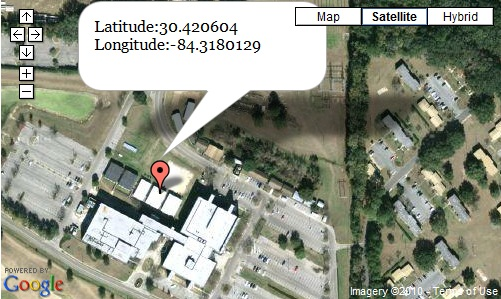 Latitude:30.420604
Longitude:-84.3180129
Map Satellite Hybrid
POWERED BY
Google
Imagery ©2010 - Terms of Use